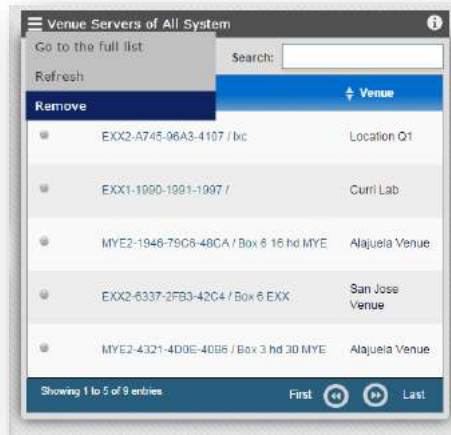 Venue Servers of All System
Go to the full list
Search:
Refresh
Remove
Venue
EXX2-A745-96A3-4107 / lxc
Location Q1
EXX1-1990-1991-1997 /
Curri Lab
MYE2-1946-79C6-48CA / Box 6 16 hd MYE
Alajuela Venue
EXX2-6337-2FB3-42C4 / Box 6 EXX
San Jose
Venue
MYE2-4321-4D0E-40B6 / Box 3 hd 30 MYE
Alajuela Venue
Showing 1 to 5 of 9 entries
First
Last